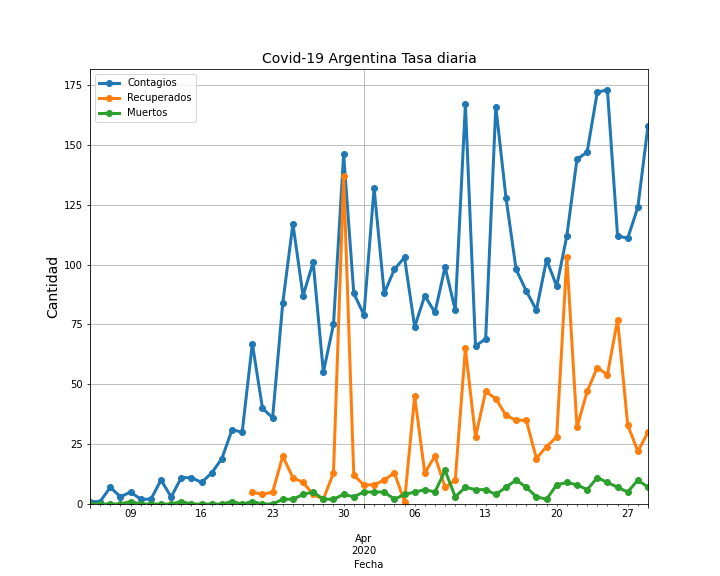 Covid-19 Argentina Tasa diaria
Contagios
Recuperados
Muertos
Cantidad
175
150
125
100
75
50
25
0
09 16 23 30 06 13 20 27
Apr
2020
Fecha